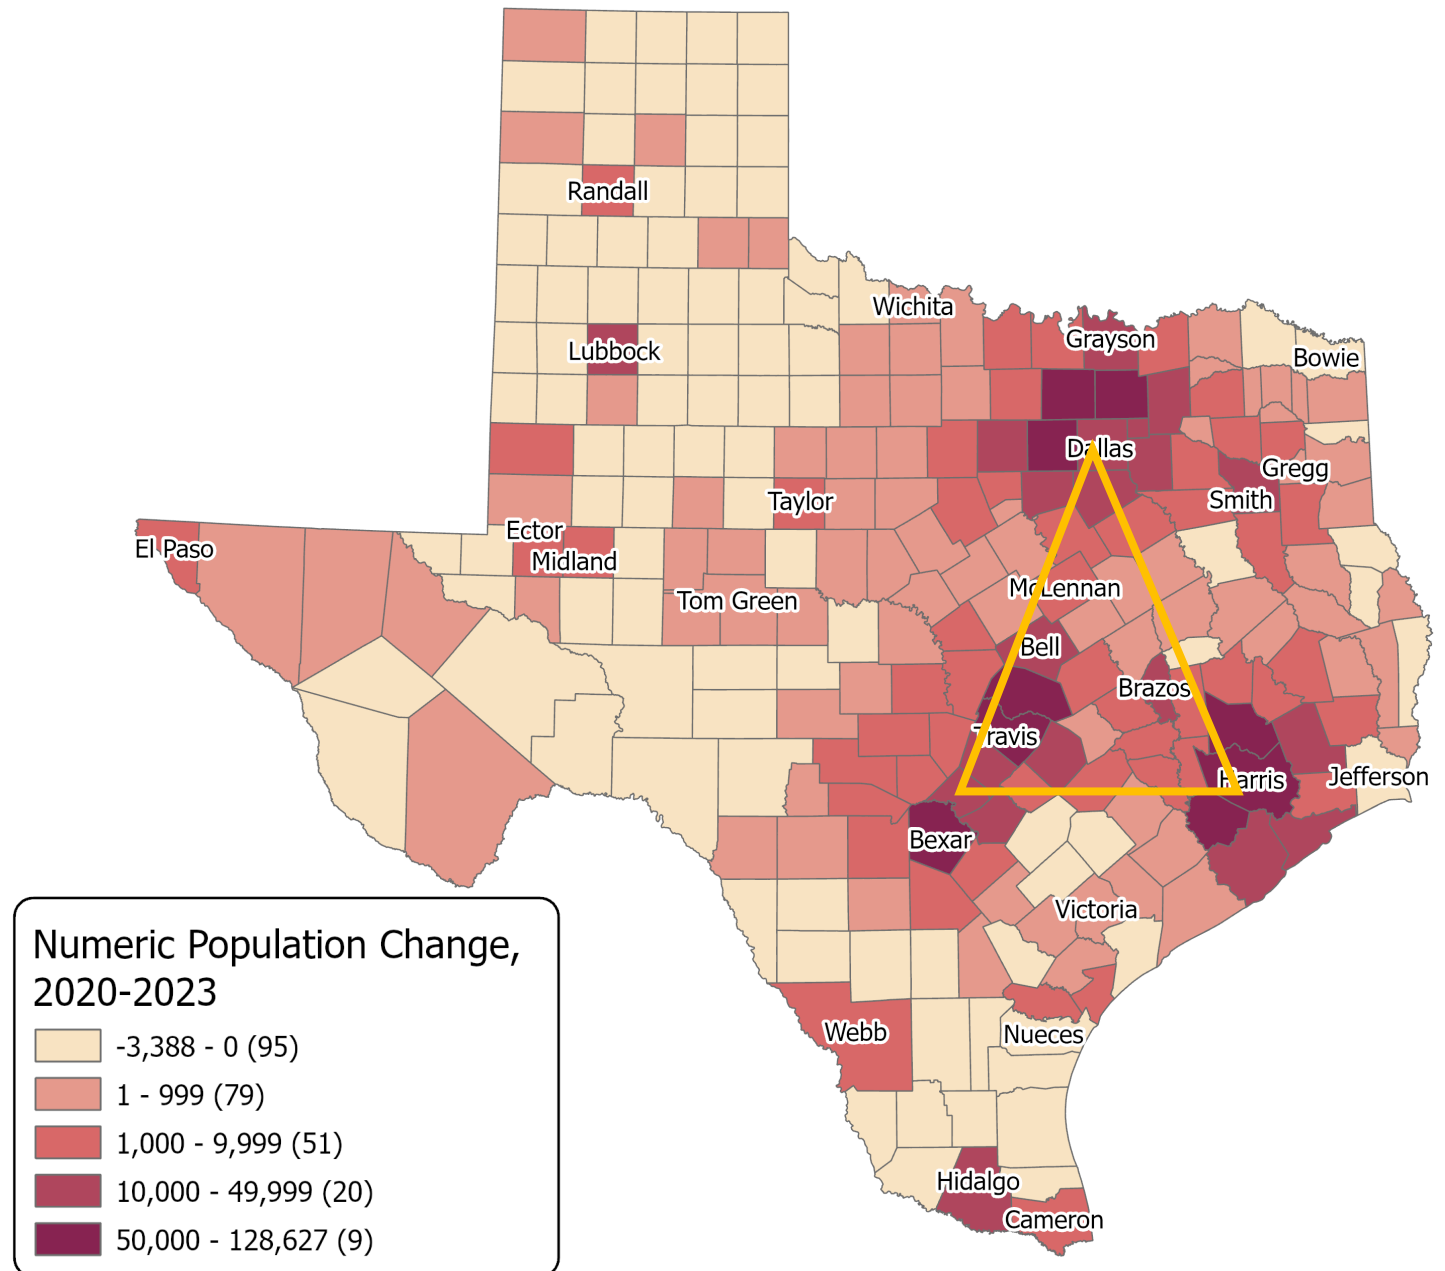 Randall
Wichita
Grayson
Lubbock
Bowie
Dallas
Gregg
Taylor
Smith
Ector
El Paso
Midland
McLennan
Tom Green
Bell
Brazos
Travis
Harris
Jefferson
Bexar
Victoria
Webb
Nueces
Hidalgo
Cameron
Numeric Population Change,
2020-2023
-3,388 - 0 (95)
1 - 999 (79)
1,000 - 9,999 (51)
10,000 - 49,999 (20)
50,000 - 128,627 (9)